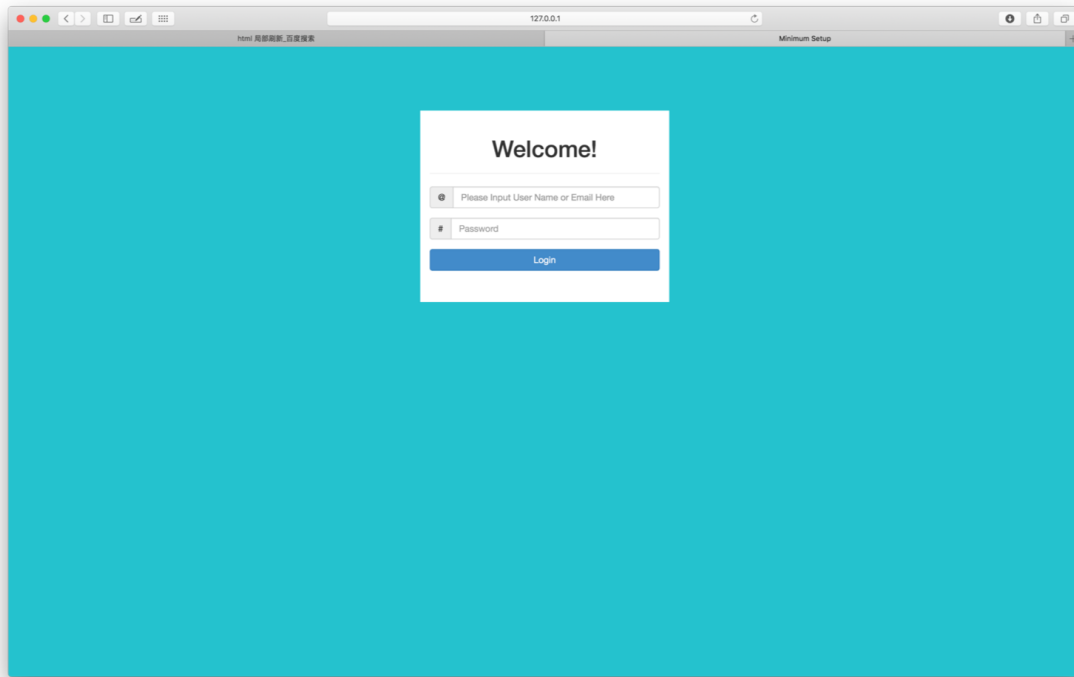 127.0.0.1
html 局部刷新_百度搜索
Minimum Setup
Welcome!
@ Please Input User Name or Email Here
# Password
Login